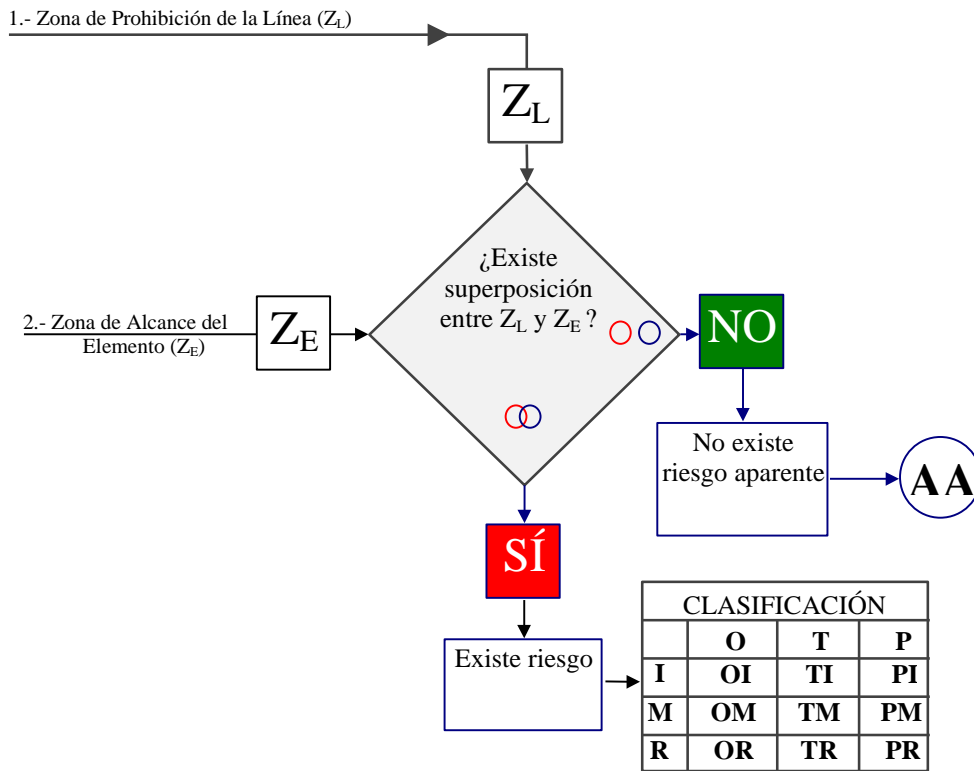 1.- Zona de Prohibición de la Línea (ZL)
ZL
¿Existe
superposición
entre ZL y ZE ?
2.- Zona de Alcance del
Elemento (ZE)
ZE
NO
No existe
riesgo aparente
AA
SÍ
Existe riesgo
CLASIFICACIÓN
O T P
I OI TI PI
M OM TM PM
R OR TR PR